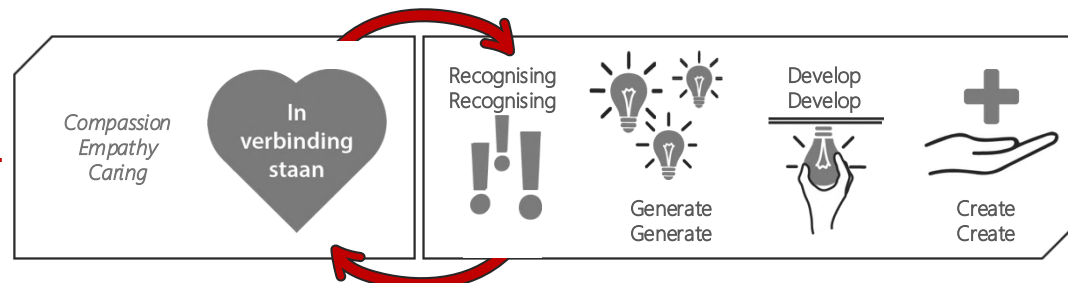 Compassion
Empathy
Caring
In
verbinding
staan
Recognising
Recognising
Generate
Generate
Develop
Develop
Create
Create